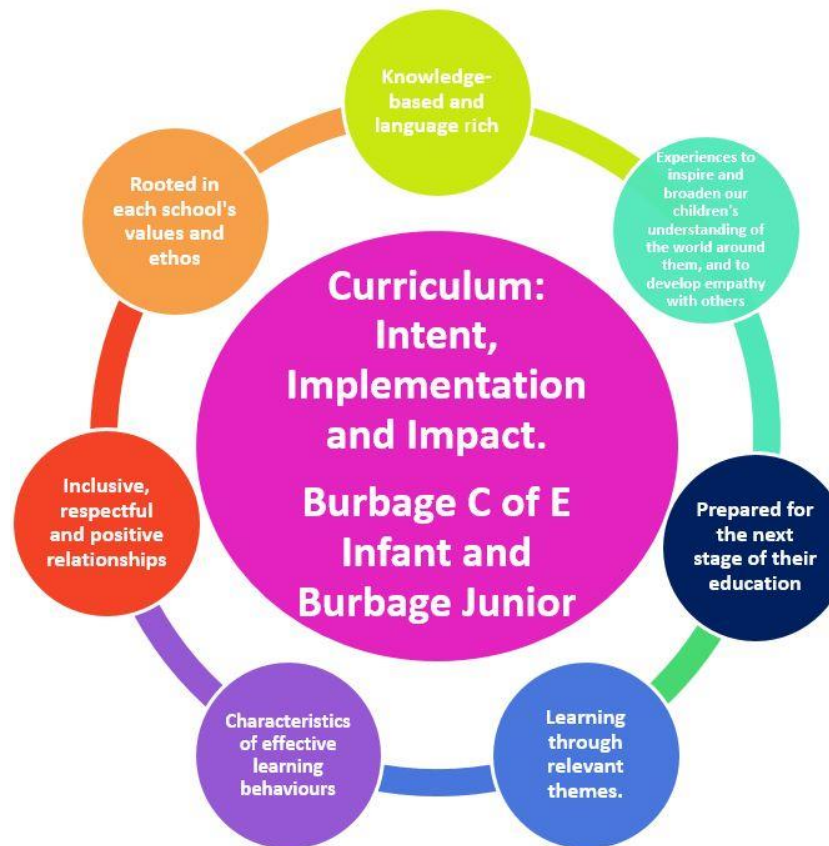 Knowledge-
based and
language rich
Experiences to
inspire and
broaden our
children's
understanding of
the world around
them, and to
develop empathy
with others
Prepared for
the next
stage of their
education
Learning
through
relevant
themes.
Characteristics
of effective
learning
behaviours
Inclusive,
respectful
and positive
relationships
Rooted in
each school's
values and
ethos
Curriculum:
Intent,
Implementation
and Impact.
Burbage C of E
Infant and
Burbage Junior